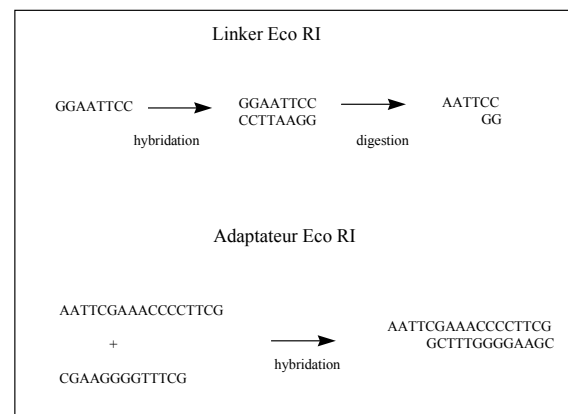 Linker Eco RI
GGAATTCC
hybridation
GGAATTCC
CCTTAAGG
digestion
AATTCC
GG
Adaptateur Eco RI
AATTCGAAACCCCTTCG
+
CGAAGGGGTTTCG
hybridation
AATTCGAAACCCCTTCG
GCTTTGGGGAAGC